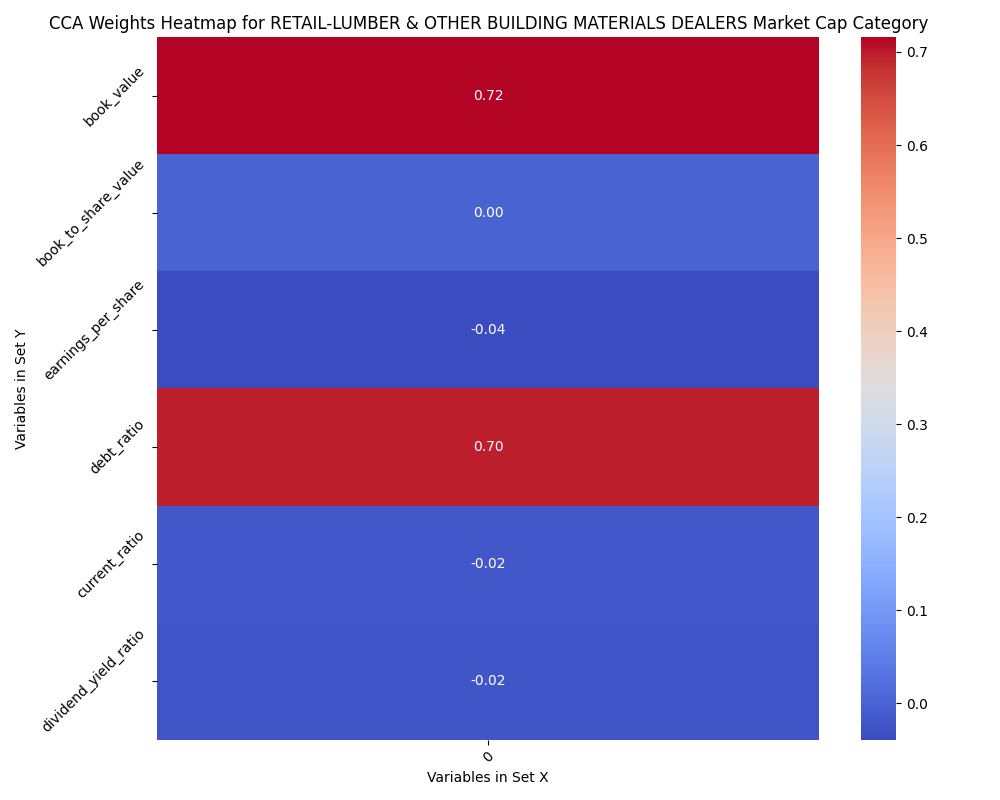 CCA Weights Heatmap for RETAIL-LUMBER & OTHER BUILDING MATERIALS DEALERS Market Cap Category
Variables in Set Y
book_value
0.72
book_to_share_value
0.00
earnings_per_share
-0.04
debt_ratio
0.70
current_ratio
-0.02
dividend_yield_ratio
-0.02
0
Variables in Set X
0.7
0.6
0.5
0.4
0.3
0.2
0.1
0.0